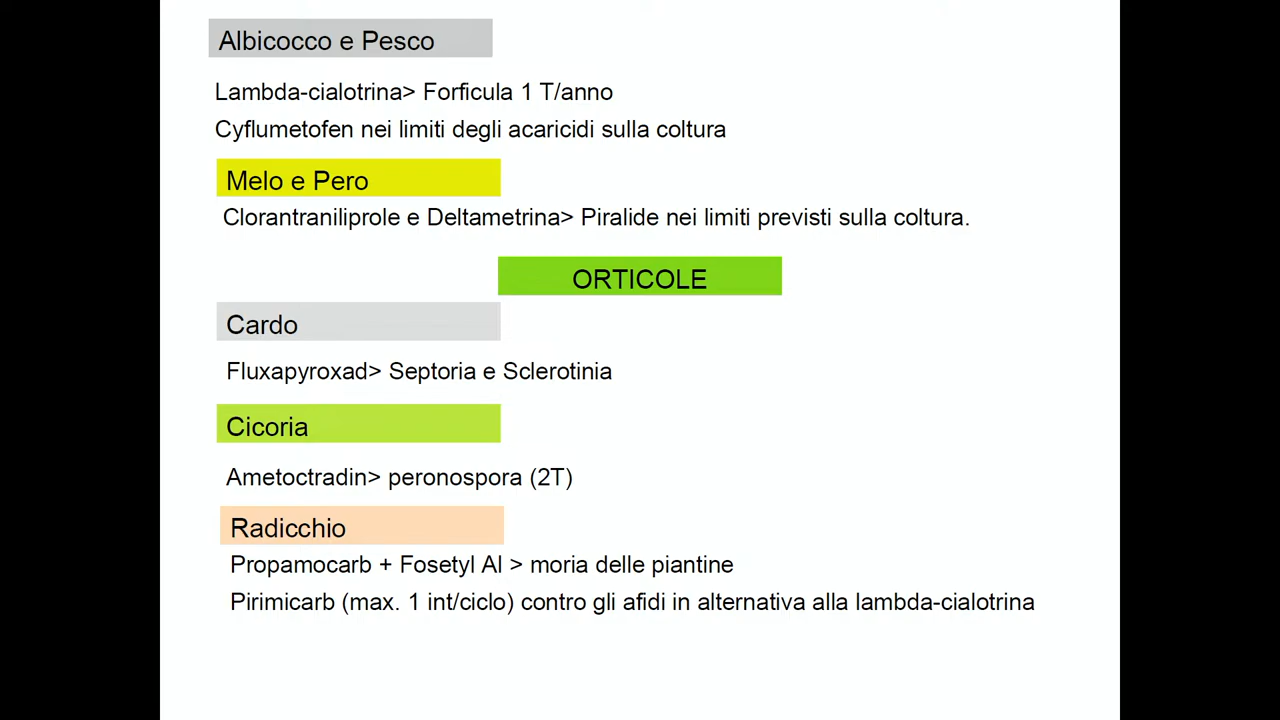 Albicocco e Pesco
Lambda-cialotrina> Forficula 1 T/anno
Cyflumetofen nei limiti degli acaricidi sulla coltura
Melo e Pero
Clorantraniliprole e Deltametrina> Piralide nei limiti previsti sulla coltura.
ORTICOLE
Cardo
Fluxapyroxad> Septoria e Sclerotinia
Cicoria
Ametoctradin> peronospora (2T)
Radicchio
Propamocarb + Fosetyl Al > moria delle piantine
Pirimicarb (max. 1 int/ciclo) contro gli afidi in alternativa alla lambda-cialotrina